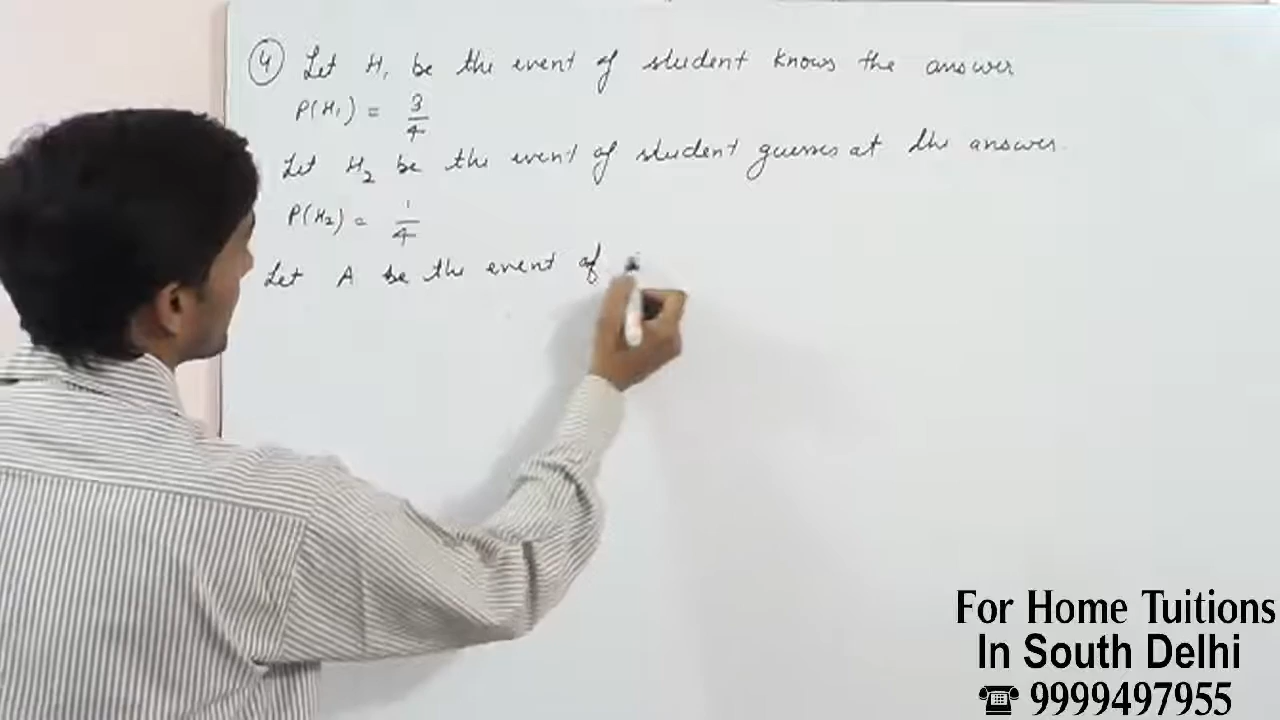 4 Let H₁ be the event of student knows the answer
P(H₁) = 3/4
Let H₂ be the event of student guesses at the answer.
P(H₂) = 1/4
Let A be the event of
For Home Tuitions
In South Delhi
☎ 9999497955